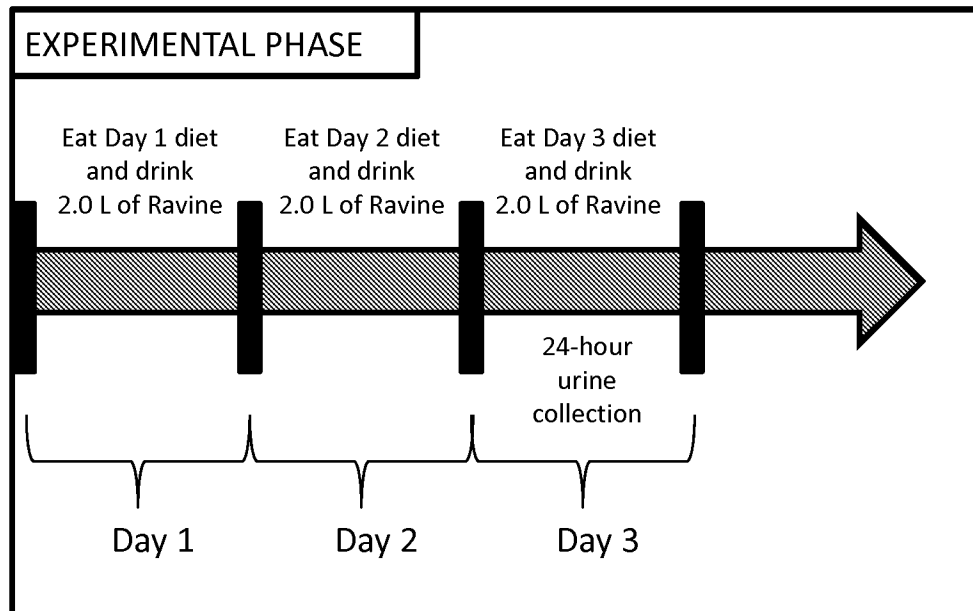 EXPERIMENTAL PHASE
Eat Day 1 diet
and drink
2.0 L of Ravine
Eat Day 2 diet
and drink
2.0 L of Ravine
Eat Day 3 diet
and drink
2.0 L of Ravine
24-hour
urine
collection
Day 1
Day 2
Day 3